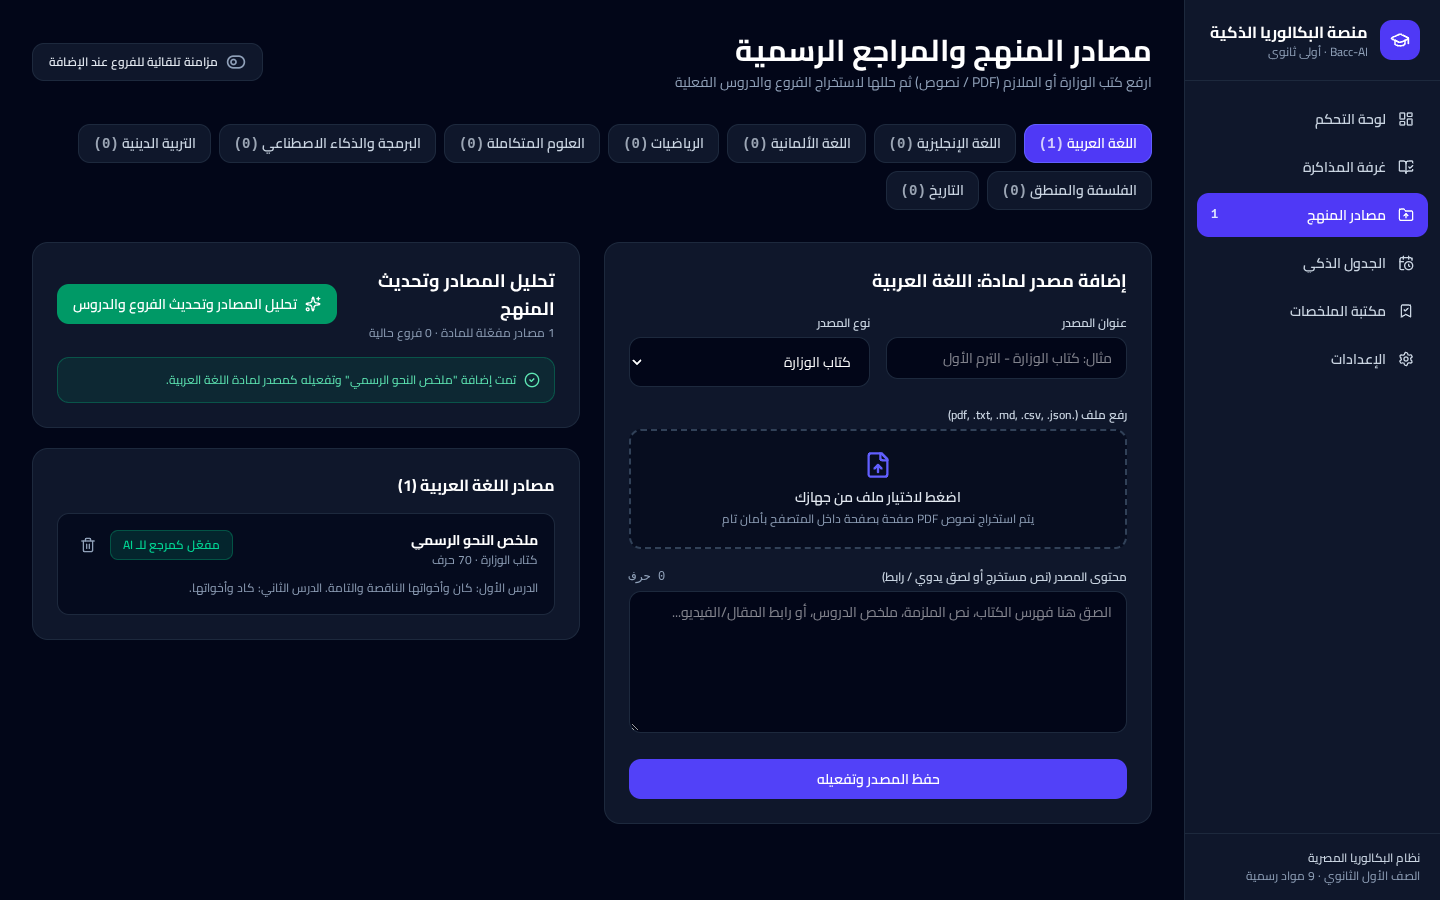 منصة البكالوريا الذكية
Bacc-AI · أولى ثانوى
لوحة التحكم
غرفة المذاكرة
مصادر المنهج 1
الجدول الذكي
مكتبة الملخصات
الإعدادات
نظام البكالوريا المصرية
الصف الأول الثانوي · 9 مواد رسمية
مصادر المنهج والمراجع الرسمية
ارفع كتب الوزارة أو الملازم (PDF / نصوص) ثم حللها لاستخراج الفروع والدروس الفعلية
مزامنة تلقائية للفروع عند الإضافة
اللغة العربية (1)
اللغة الإنجليزية (0)
اللغة الألمانية (0)
الرياضيات (0)
العلوم المتكاملة (0)
البرمجة والذكاء الاصطناعي (0)
التربية الدينية (0)
الفلسفة والمنطق (0)
التاريخ (0)
إضافة مصدر لمادة: اللغة العربية
عنوان المصدر
مثال: كتاب الوزارة - الترم الأول
نوع المصدر
كتاب الوزارة
رفع ملف (.pdf, .txt, .md, .csv, .json)
اضغط لاختيار ملف من جهازك
يتم استخراج نصوص PDF صفحة بصفحة داخل المتصفح بأمان تام
محتوى المصدر (نص مستخرج أو لصق يدوي / رابط)
0 حرف
الصق هنا فهرس الكتاب، نص الملزمة، ملخص الدروس، أو رابط المقال/الفيديو...
حفظ المصدر وتفعيله
تحليل المصادر وتحديث
المنهج
1 مصادر مفعّلة للمادة · 0 فروع حالية
تحليل المصادر وتحديث الفروع والدروس
تمت إضافة "ملخص النحو الرسمي" وتفعيله كمصدر لمادة اللغة العربية.
مصادر اللغة العربية (1)
ملخص النحو الرسمي
كتاب الوزارة · 70 حرف
مفعّل كمرجع للـ AI
الدرس الأول: كان وأخواتها الناقصة والتامة. الدرس الثاني: كاد وأخواتها.